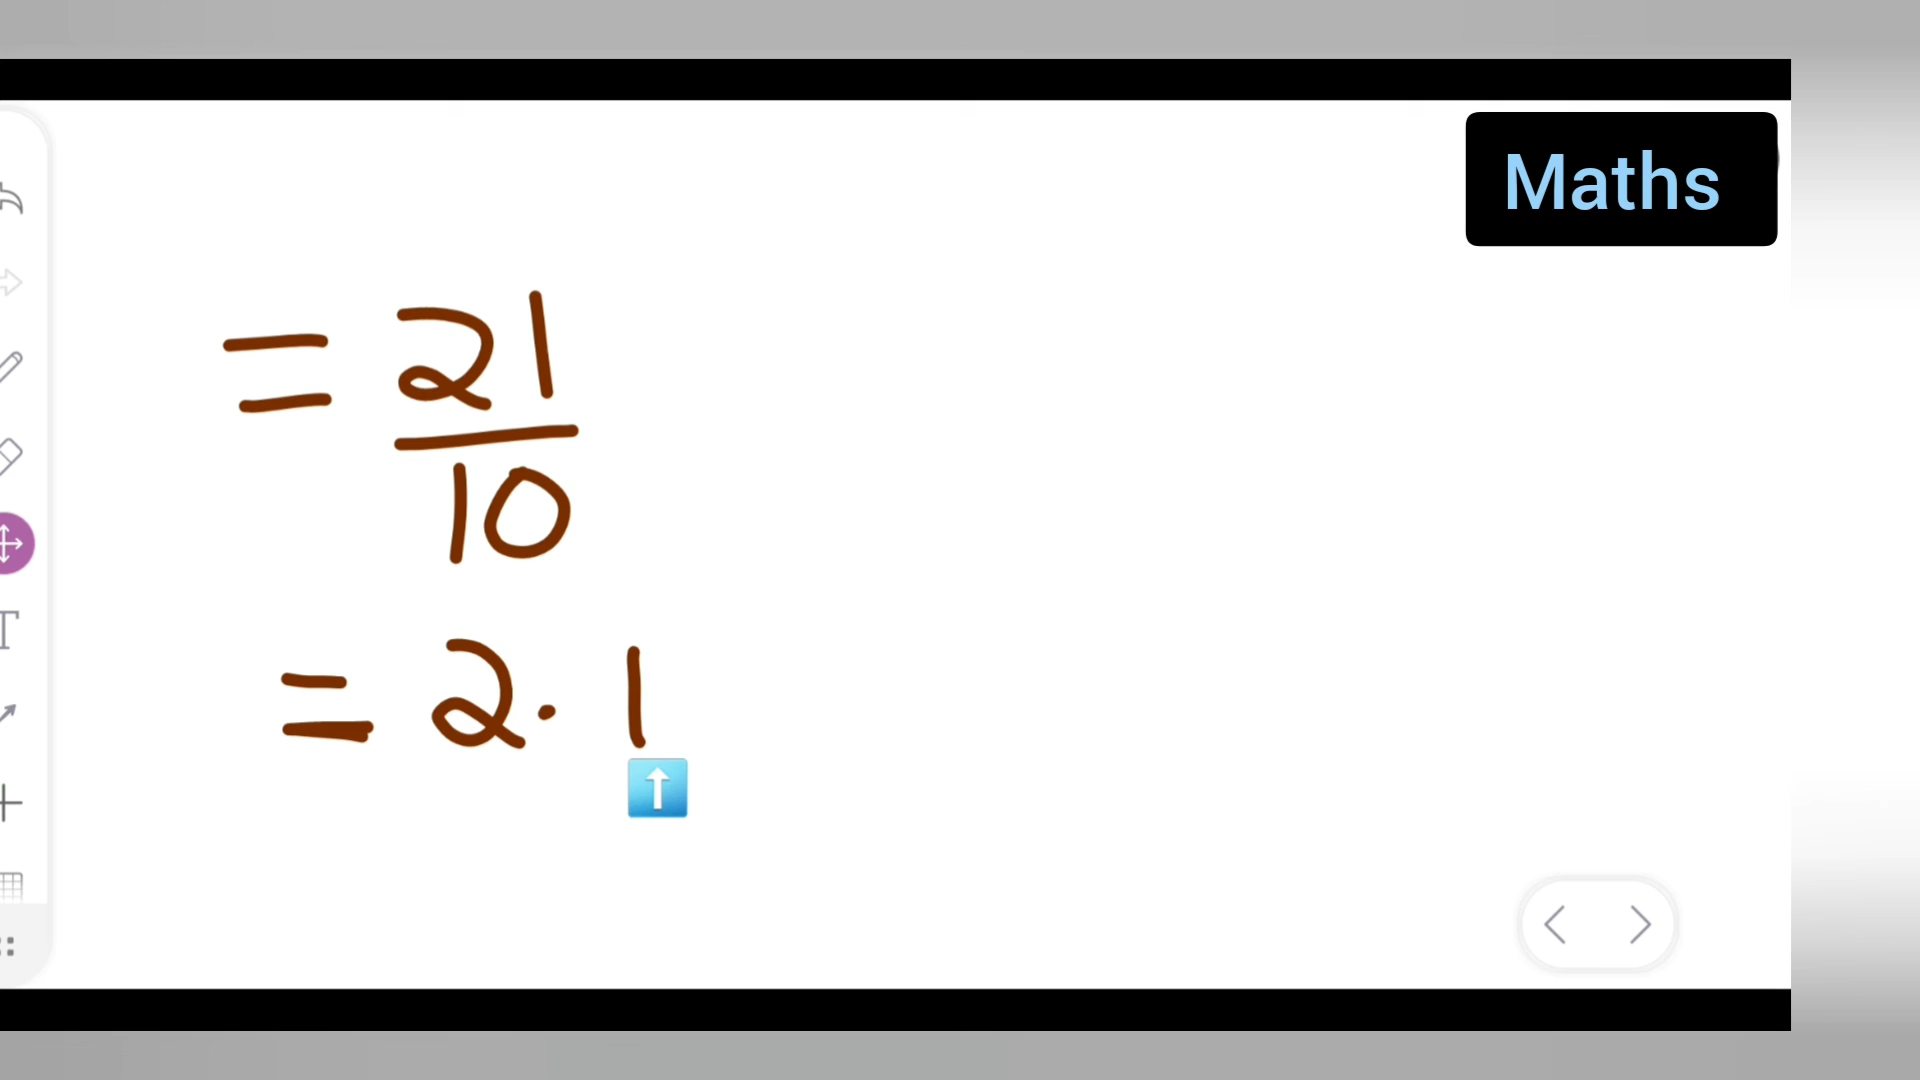 Maths
= 21/10
= 2.1